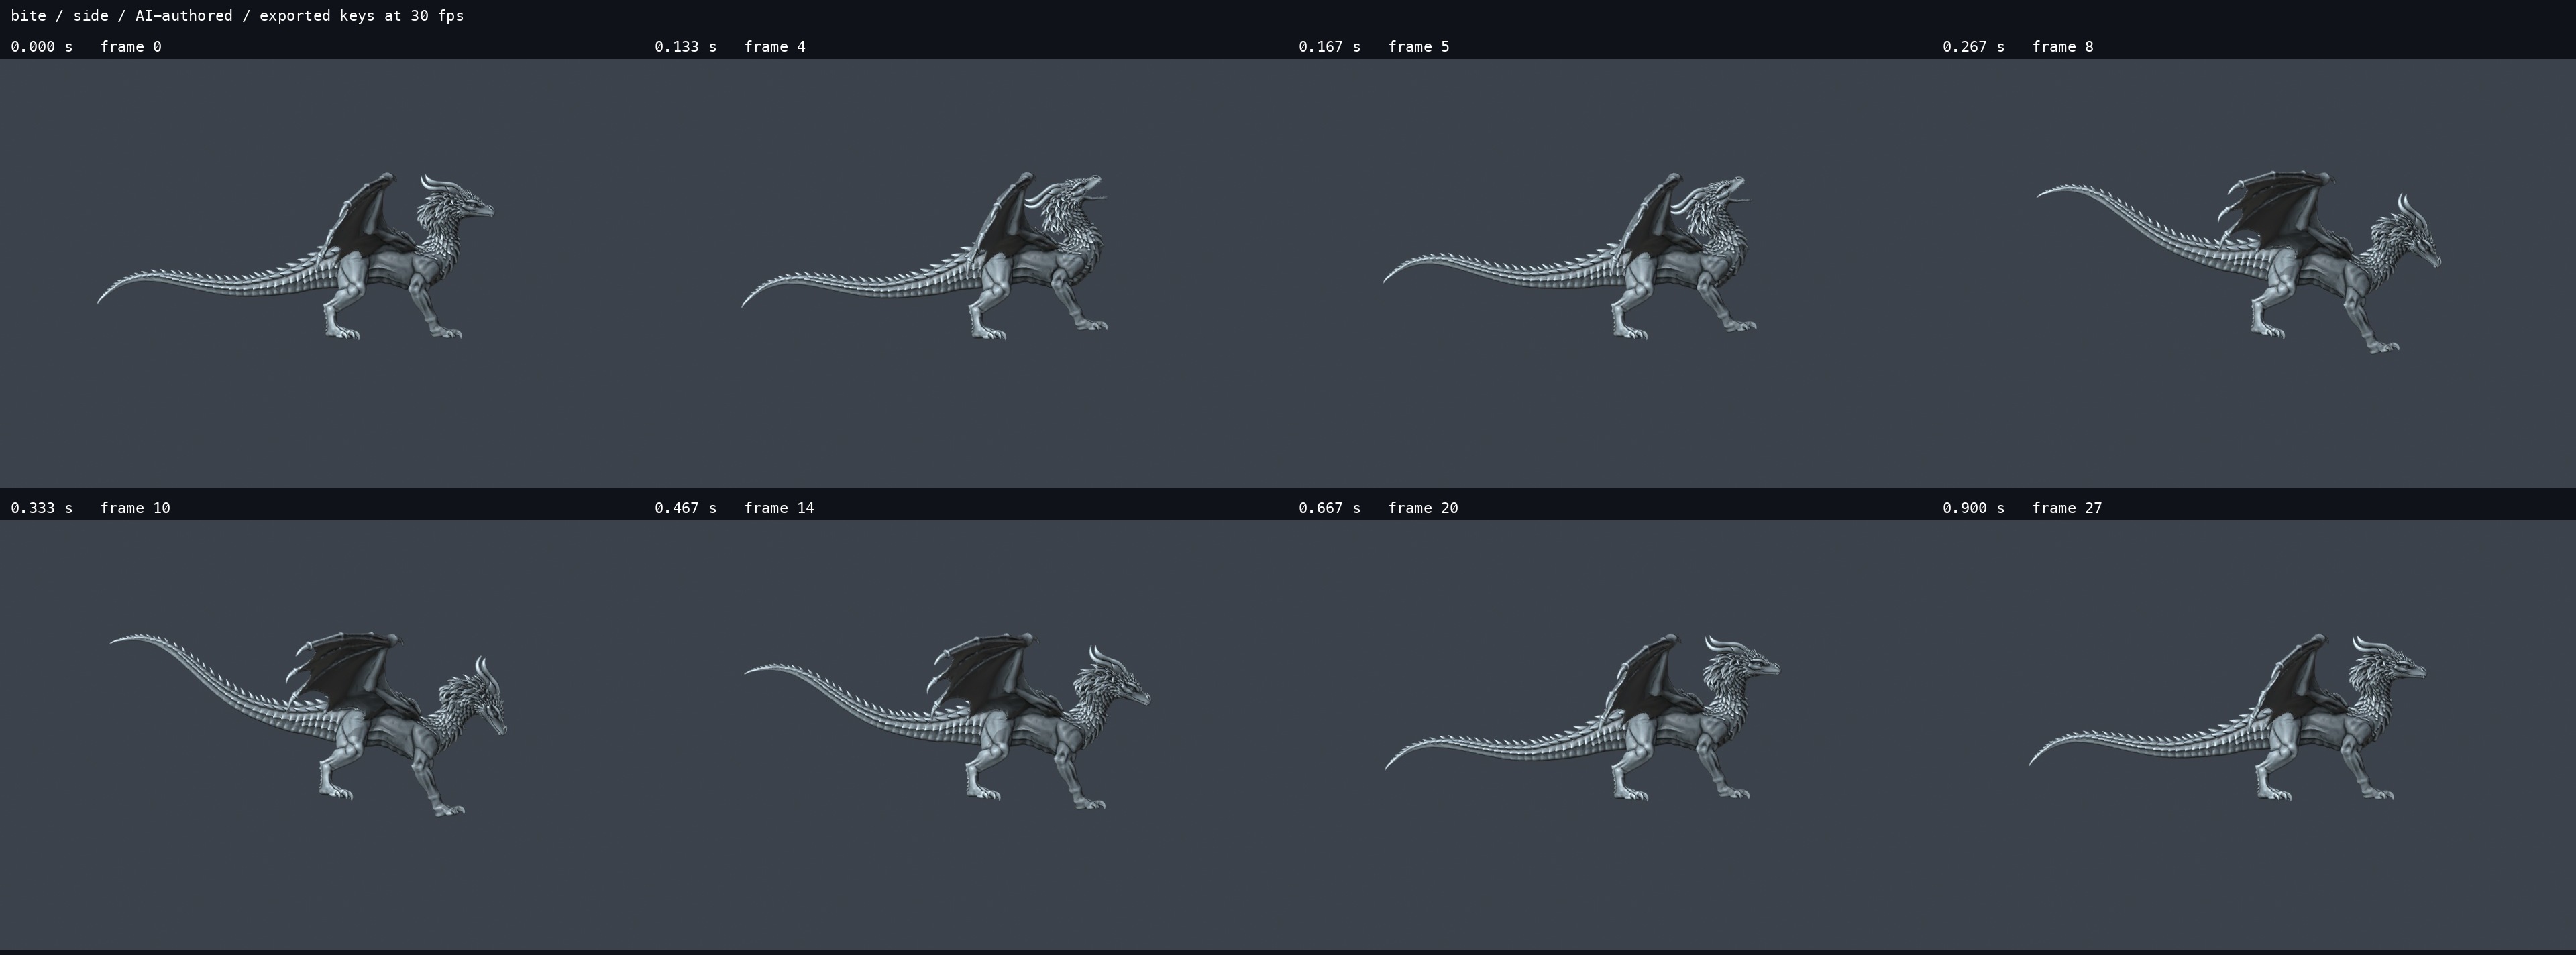 bite / side / AI-authored / exported keys at 30 fps
0.000 s frame 0
0.133 s frame 4
0.167 s frame 5
0.267 s frame 8
0.333 s frame 10
0.467 s frame 14
0.667 s frame 20
0.900 s frame 27